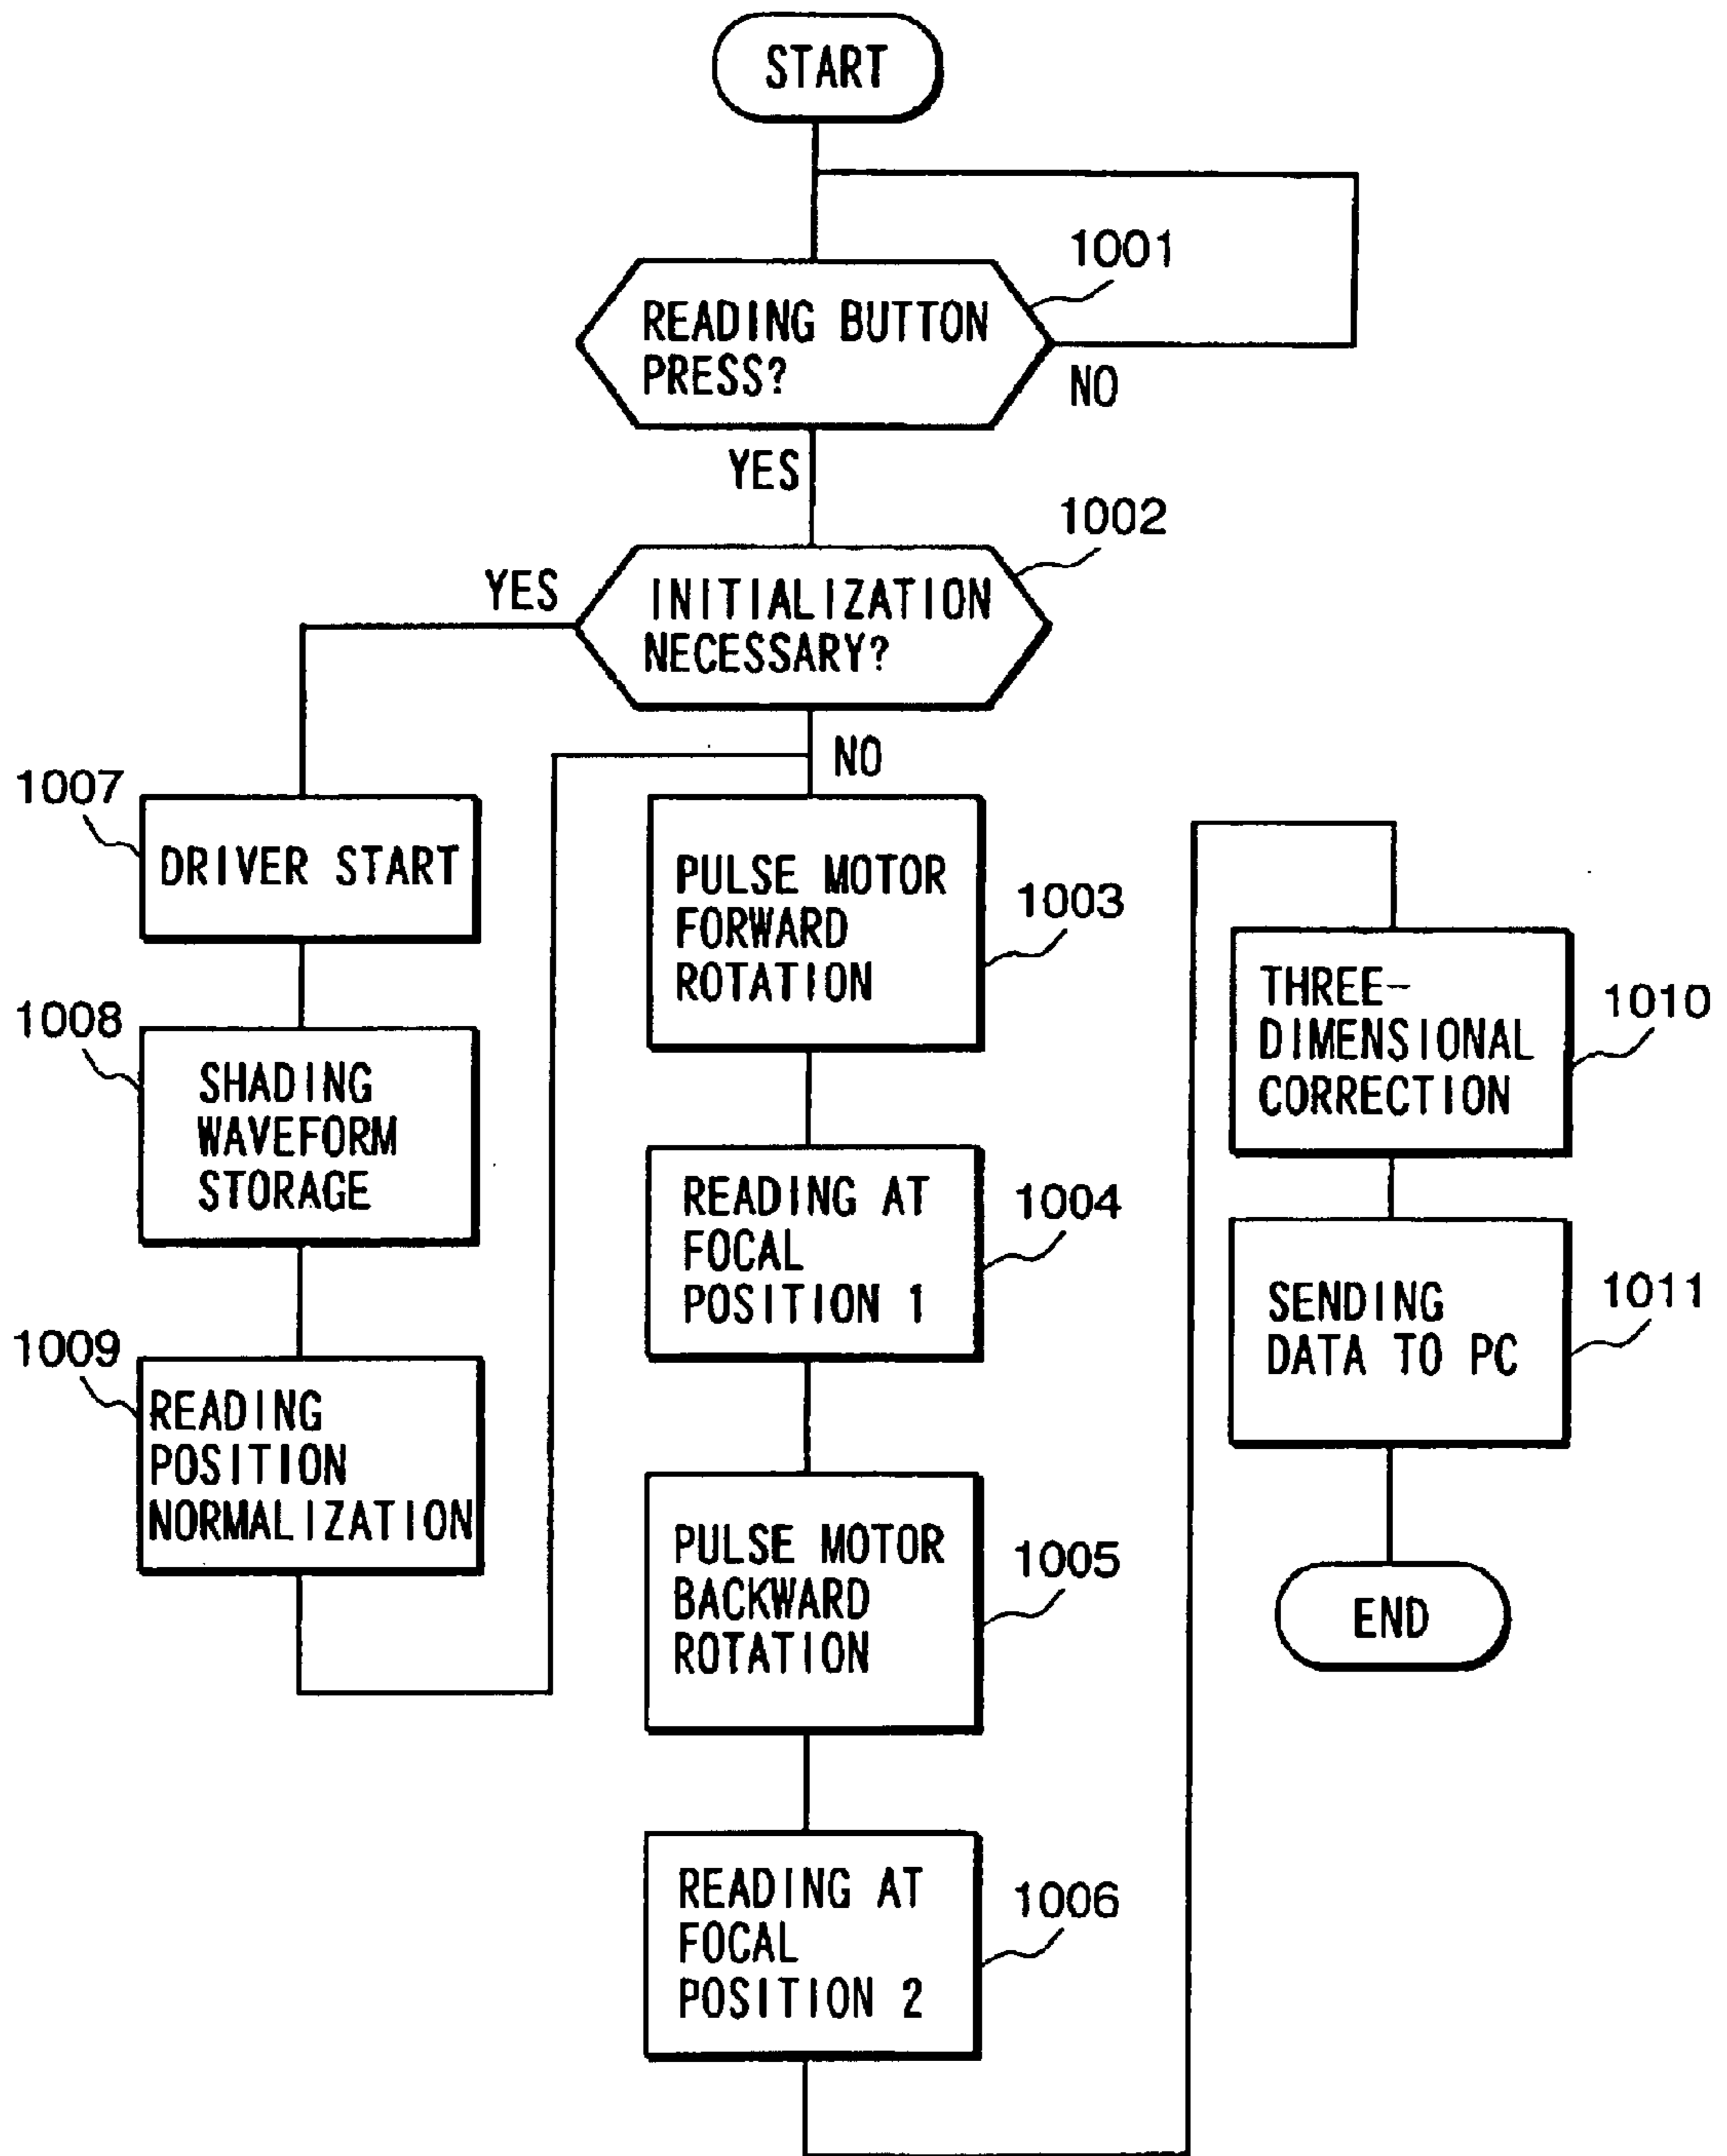 START
1001
READING BUTTON
PRESS?
NO
YES
1002
YES
INITIALIZATION
NECESSARY?
NO
1007
DRIVER START
1008
SHADING
WAVEFORM
STORAGE
1009
READING
POSITION
NORMALIZATION
PULSE MOTOR
FORWARD
ROTATION
1003
READING AT
FOCAL
POSITION 1
1004
PULSE MOTOR
BACKWARD
ROTATION
1005
READING AT
FOCAL
POSITION 2
1006
THREE-
DIMENSIONAL
CORRECTION
1010
SENDING
DATA TO PC
1011
END